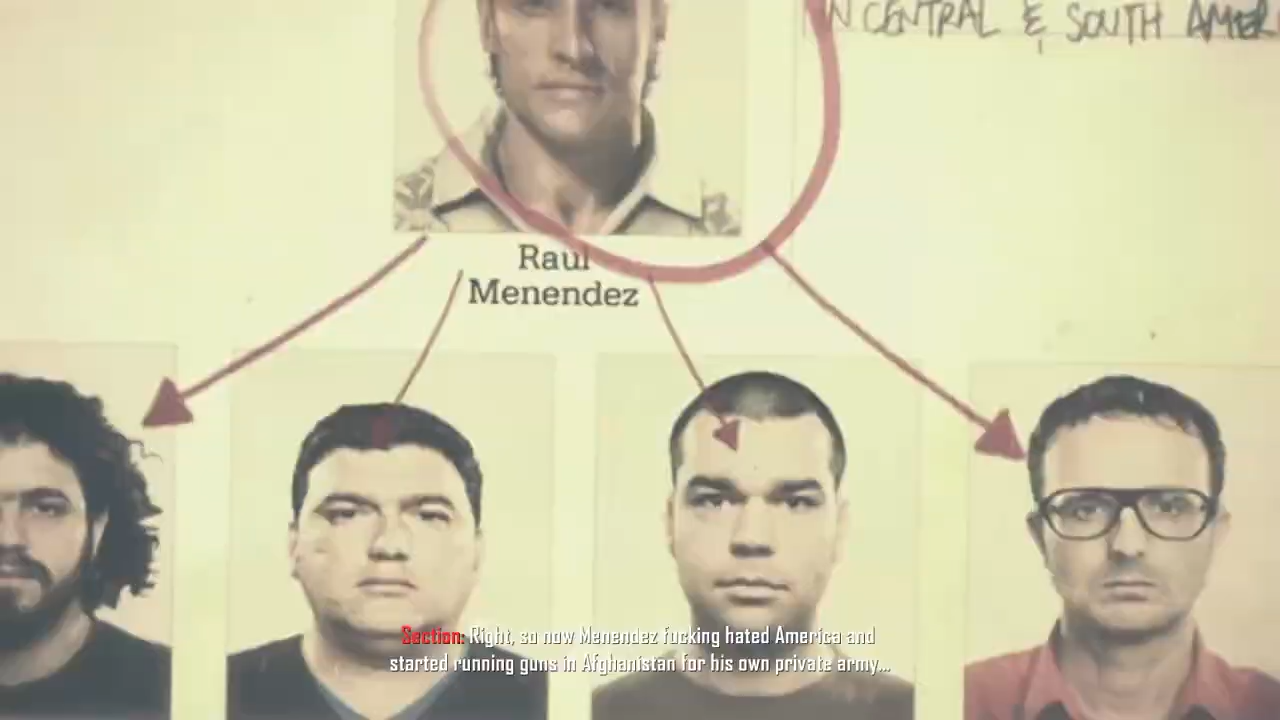 IN CENTRAL & SOUTH AMER
Raul
Menendez
Section: Right, so now Menendez fucking hated America and
started running guns in Afghanistan for his own private army...